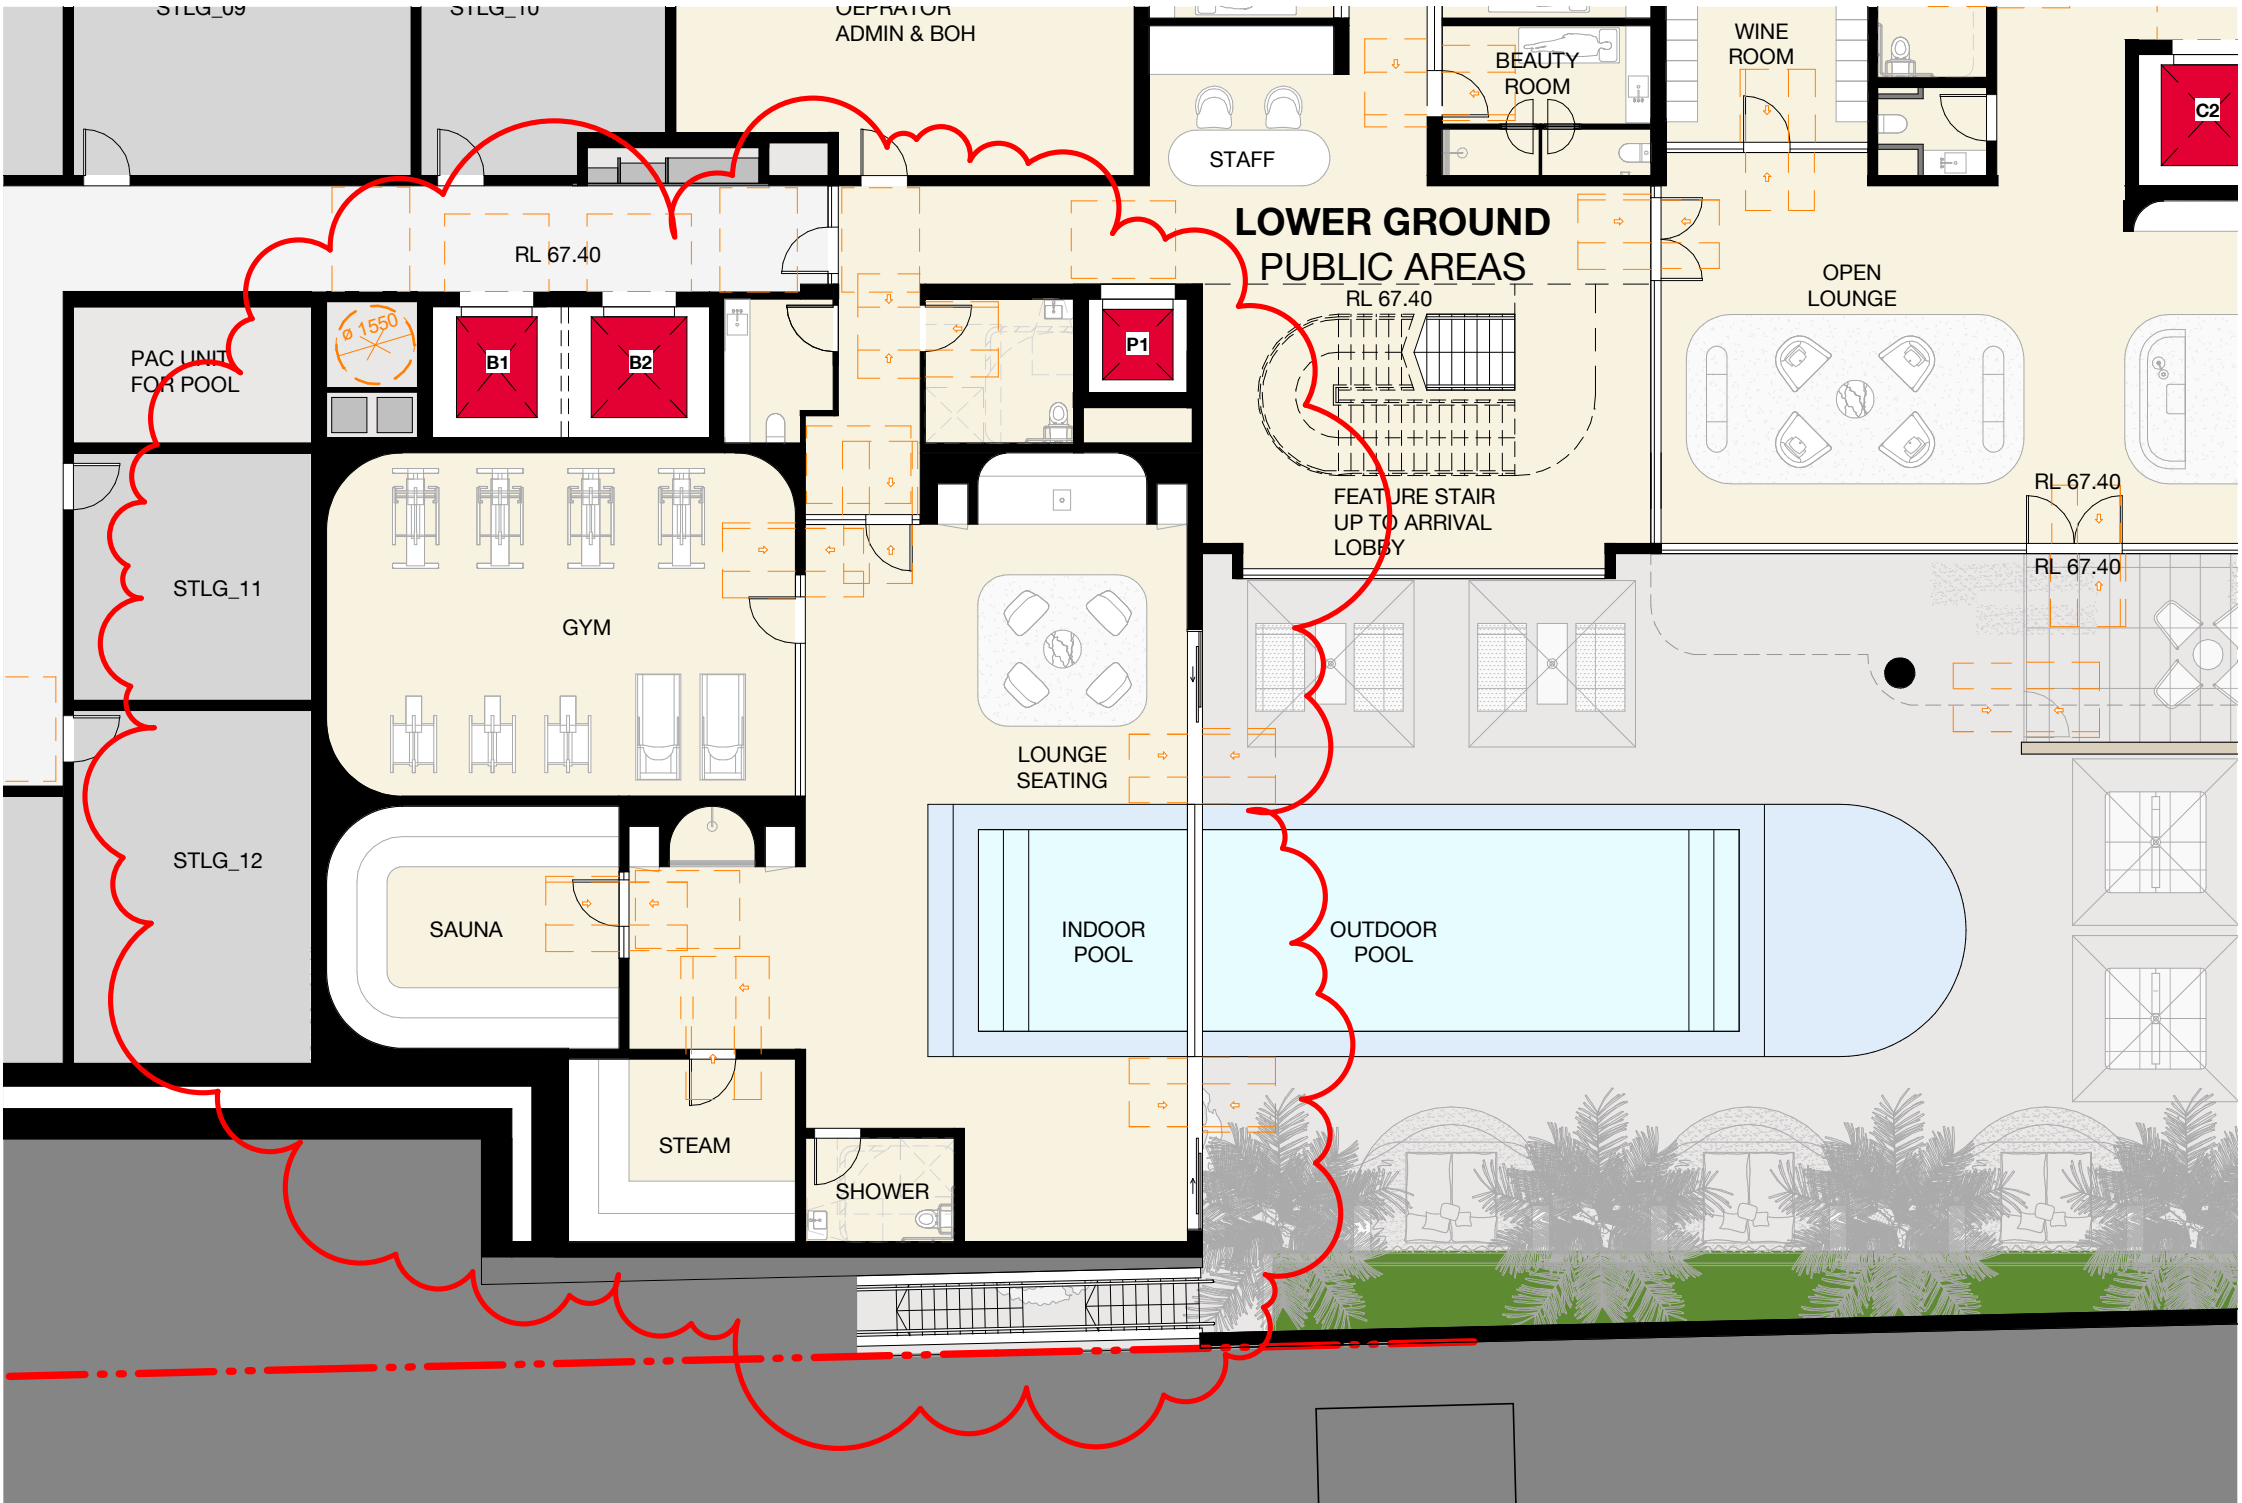 STLG_09
STLG_10
OEPRATOR
ADMIN & BOH
STAFF
BEAUTY
ROOM
WINE
ROOM
C2
LOWER GROUND
PUBLIC AREAS
RL 67.40
RL 67.40
OPEN
LOUNGE
PAC UNIT
FOR POOL
ø 1550
B1
B2
P1
FEATURE STAIR
UP TO ARRIVAL
LOBBY
RL 67.40
RL 67.40
STLG_11
GYM
LOUNGE
SEATING
STLG_12
SAUNA
INDOOR
POOL
OUTDOOR
POOL
STEAM
SHOWER